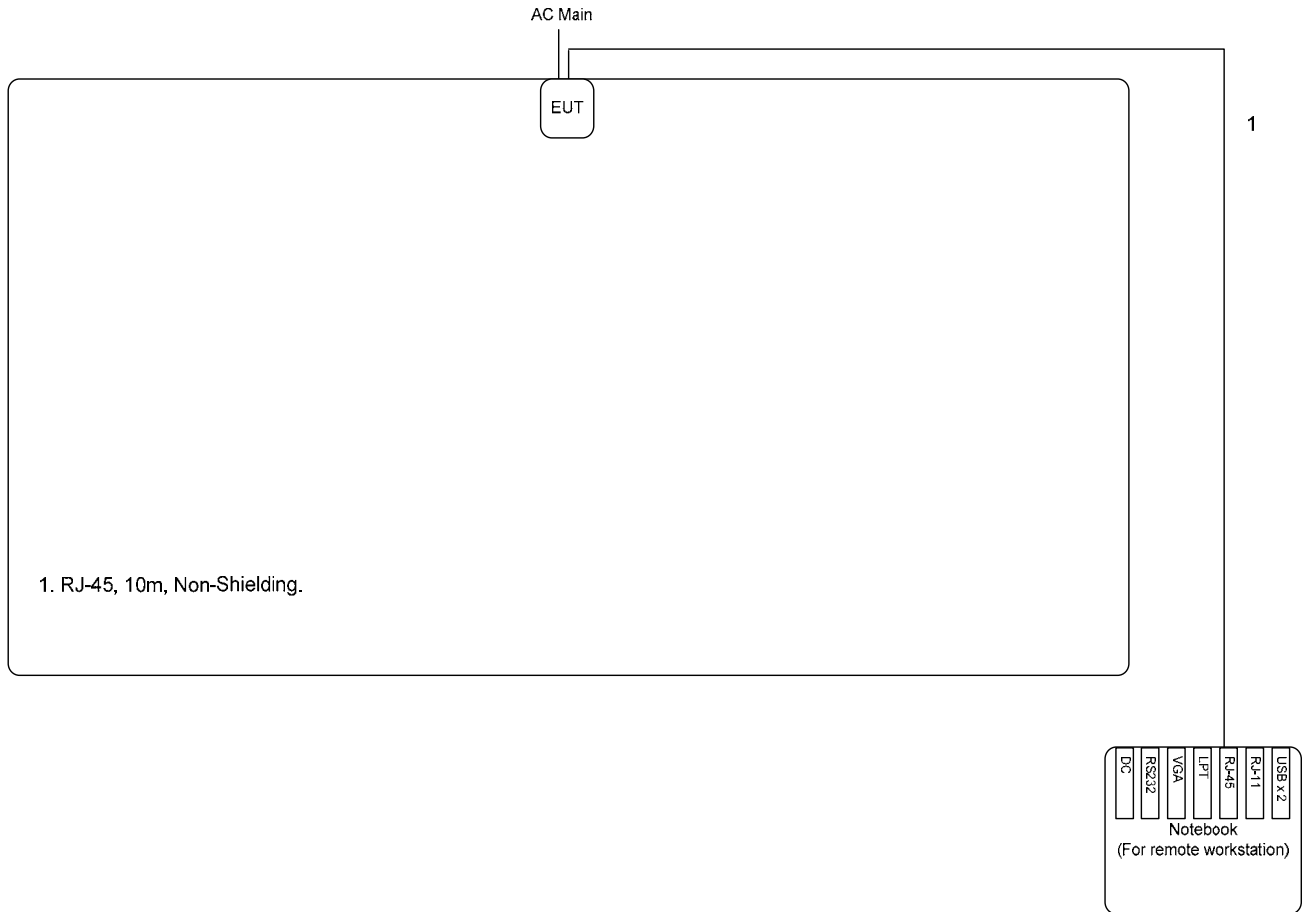 AC Main
EUT
1
1. RJ-45, 10m, Non-Shielding.
DC
RS232
VGA
LPT
RJ-45
RJ-11
USB x 2
Notebook
(For remote workstation)